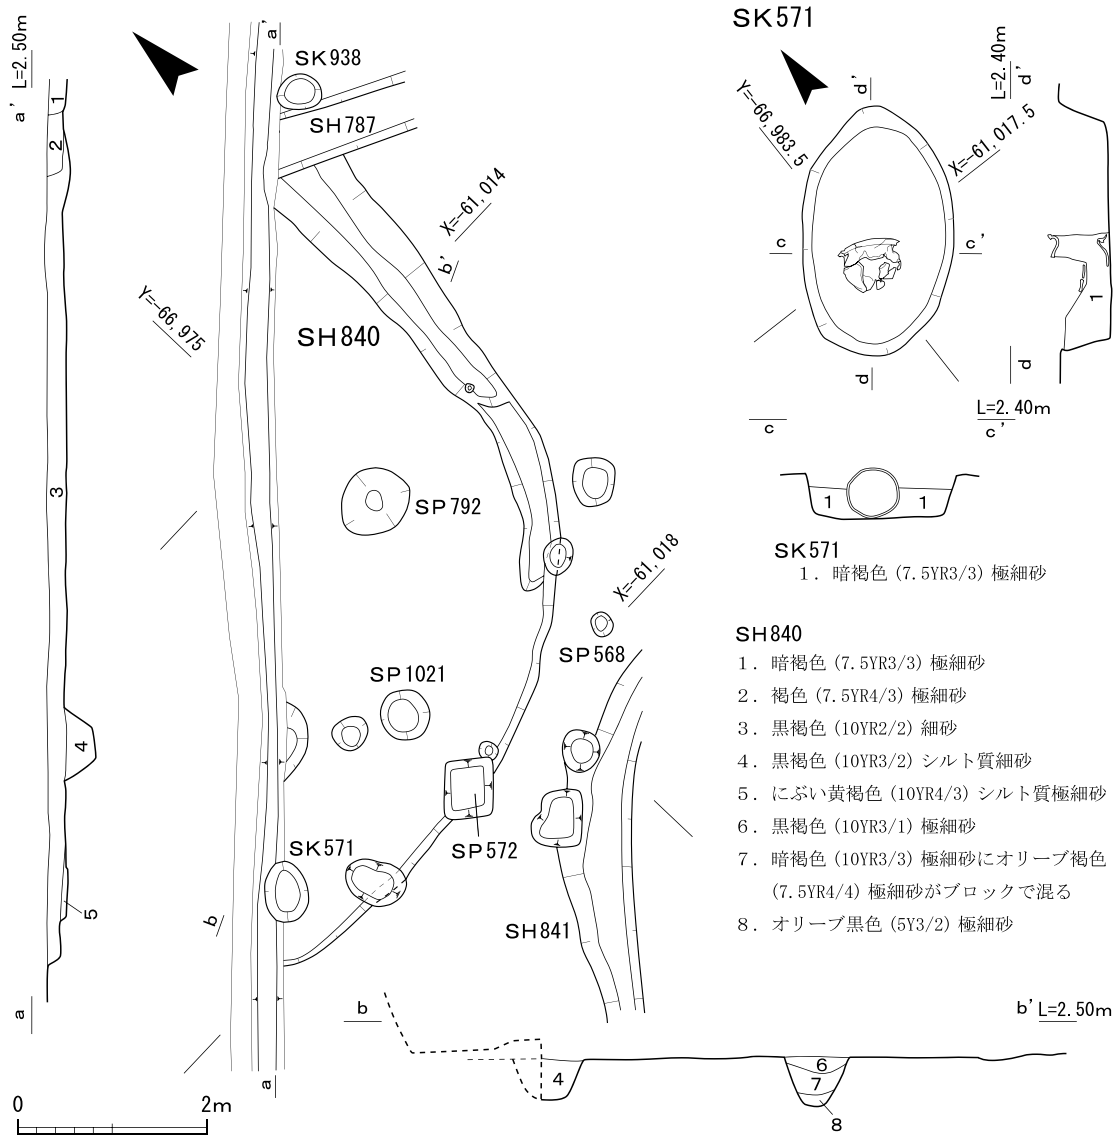 a' L=2.50m
1
2
3
4
5
a
a
SK938
SH787
X=-61,014
b'
Y=-66,975
SH840
SP792
X=-61,018
SP568
SP1021
SP572
SK571
b
SH841
a
0 2m
SK571
Y=-66,983.5
d'
X=-61,017.5
c c'
d
L=2.40m
d'
1
d
c
L=2.40m
c'
1 1
SK571
1．暗褐色 (7.5YR3/3) 極細砂
SH840
1．暗褐色 (7.5YR3/3) 極細砂
2．褐色 (7.5YR4/3) 極細砂
3．黒褐色 (10YR2/2) 細砂
4．黒褐色 (10YR3/2) シルト質細砂
5．にぶい黄褐色 (10YR4/3) シルト質極細砂
6．黒褐色 (10YR3/1) 極細砂
7．暗褐色 (10YR3/3) 極細砂にオリーブ褐色
(7.5YR4/4) 極細砂がブロックで混る
8．オリーブ黒色 (5Y3/2) 極細砂
b
b' L=2.50m
4
6
7
8